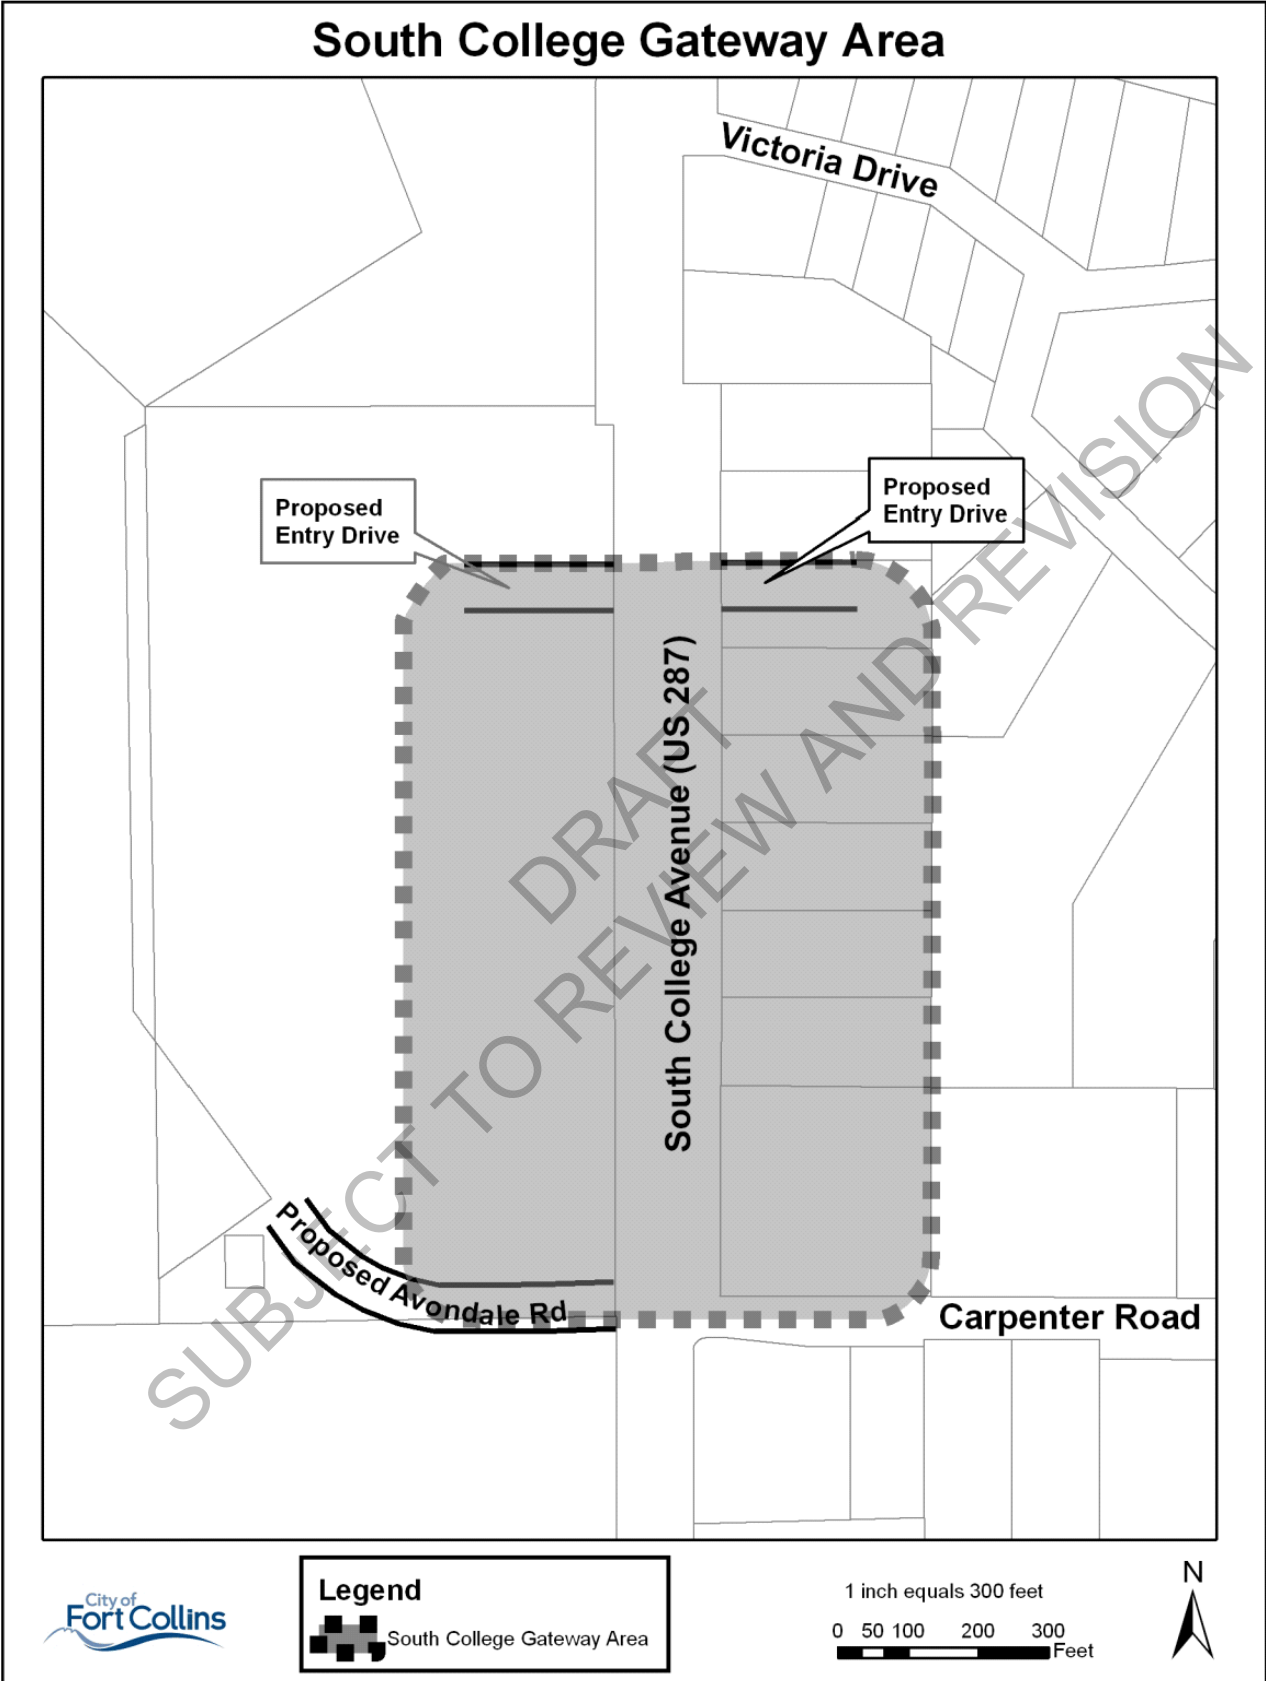 South College Gateway Area
Victoria Drive
Proposed
Entry Drive
Proposed
Entry Drive
South College Avenue (US 287)
DRAFT
SUBJECT TO REVIEW AND REVISION
Proposed Avondale Rd
Carpenter Road
City of
Fort Collins
Legend
South College Gateway Area
1 inch equals 300 feet
0 50 100 200 300
Feet
N